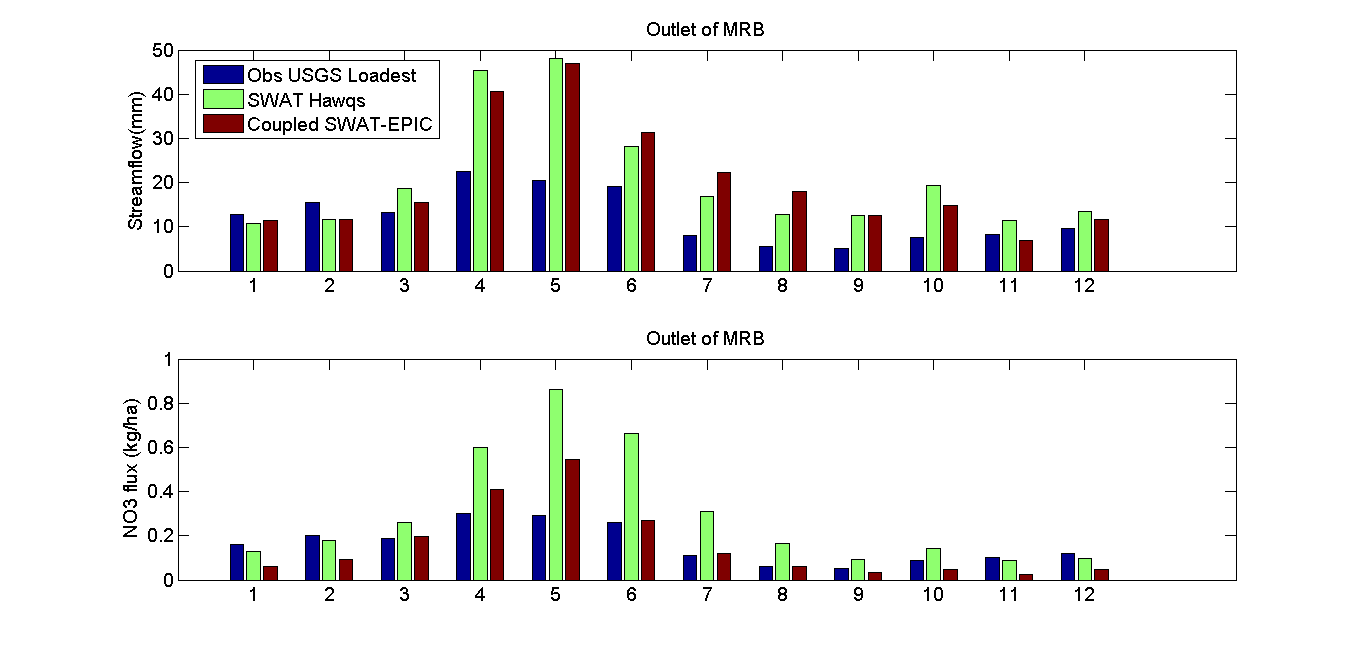 Outlet of MRB
50
40
30
20
10
0
Streamflow(mm)
Obs USGS Loadest
SWAT Hawqs
Coupled SWAT-EPIC
1 2 3 4 5 6 7 8 9 10 11 12
Outlet of MRB
1
0.8
0.6
0.4
0.2
0
NO3 flux (kg/ha)
1 2 3 4 5 6 7 8 9 10 11 12